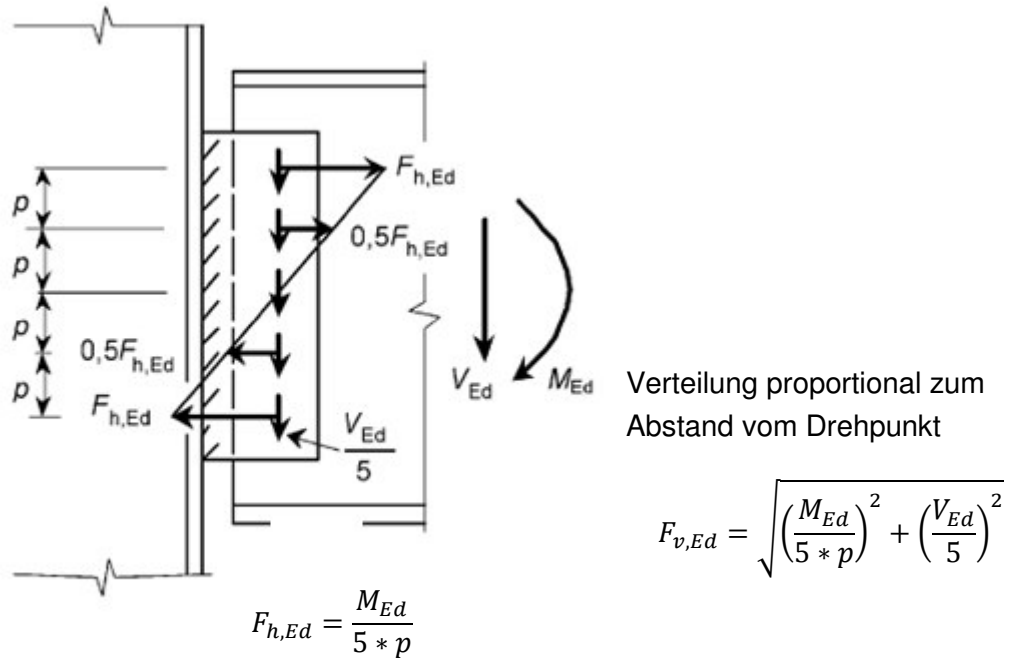 F_h,Ed
p
0,5F_h,Ed
p
p
0,5F_h,Ed
V_Ed
M_Ed
p
F_h,Ed
V_Ed / 5
Verteilung proportional zum
Abstand vom Drehpunkt
F_v,Ed = √((M_Ed / (5 * p))² + (V_Ed / 5)²)
F_h,Ed = M_Ed / (5 * p)